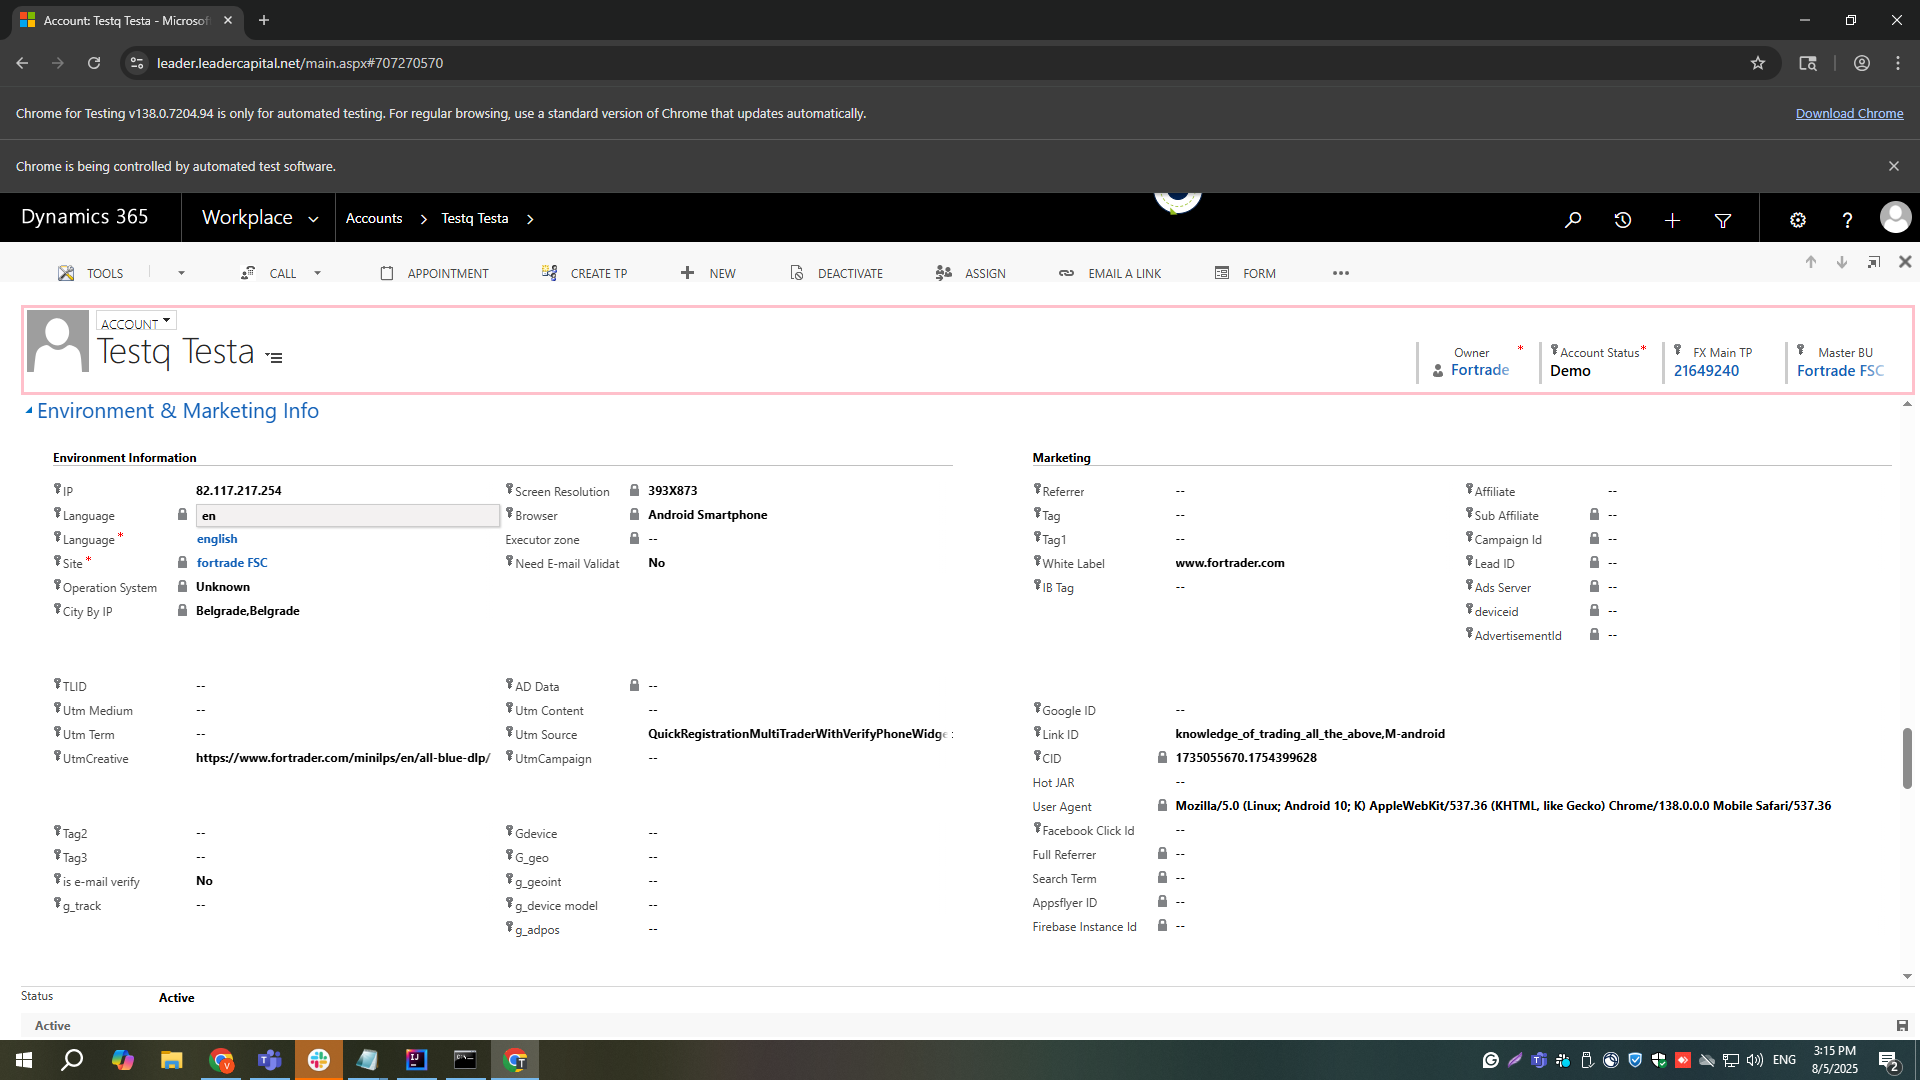 Account: Testq Testa - Microsof
leader.leadercapital.net/main.aspx#707270570
Chrome for Testing v138.0.7204.94 is only for automated testing. For regular browsing, use a standard version of Chrome that updates automatically.
Download Chrome
Chrome is being controlled by automated test software.
Dynamics 365
Workplace
Accounts
Testq Testa
TOOLS
CALL
APPOINTMENT
CREATE TP
NEW
DEACTIVATE
ASSIGN
EMAIL A LINK
FORM
ACCOUNT
Testq Testa
Owner *
Fortrade
Account Status *
Demo
FX Main TP
21649240
Master BU
Fortrade FSC
Environment & Marketing Info
Environment Information
IP 82.117.217.254
Language en
Language * english
Site * fortrade FSC
Operation System Unknown
City By IP Belgrade,Belgrade
Screen Resolution 393X873
Browser Android Smartphone
Executor zone --
Need E-mail Validat No
TLID --
Utm Medium --
Utm Term --
UtmCreative https://www.fortrader.com/minilps/en/all-blue-dlp/
AD Data --
Utm Content --
Utm Source QuickRegistrationMultiTraderWithVerifyPhoneWidge
UtmCampaign --
Tag2 --
Tag3 --
is e-mail verify No
g_track --
Gdevice --
G_geo --
g_geoint --
g_device model --
g_adpos --
Marketing
Referrer --
Tag --
Tag1 --
White Label www.fortrader.com
IB Tag --
Affiliate --
Sub Affiliate --
Campaign Id --
Lead ID --
Ads Server --
deviceid --
AdvertisementId --
Google ID --
Link ID knowledge_of_trading_all_the_above,M-android
CID 1735055670.1754399628
Hot JAR --
User Agent Mozilla/5.0 (Linux; Android 10; K) AppleWebKit/537.36 (KHTML, like Gecko) Chrome/138.0.0.0 Mobile Safari/537.36
Facebook Click Id --
Full Referrer --
Search Term --
Appsflyer ID --
Firebase Instance Id --
Status Active
Active
ENG
3:15 PM
8/5/2025
2